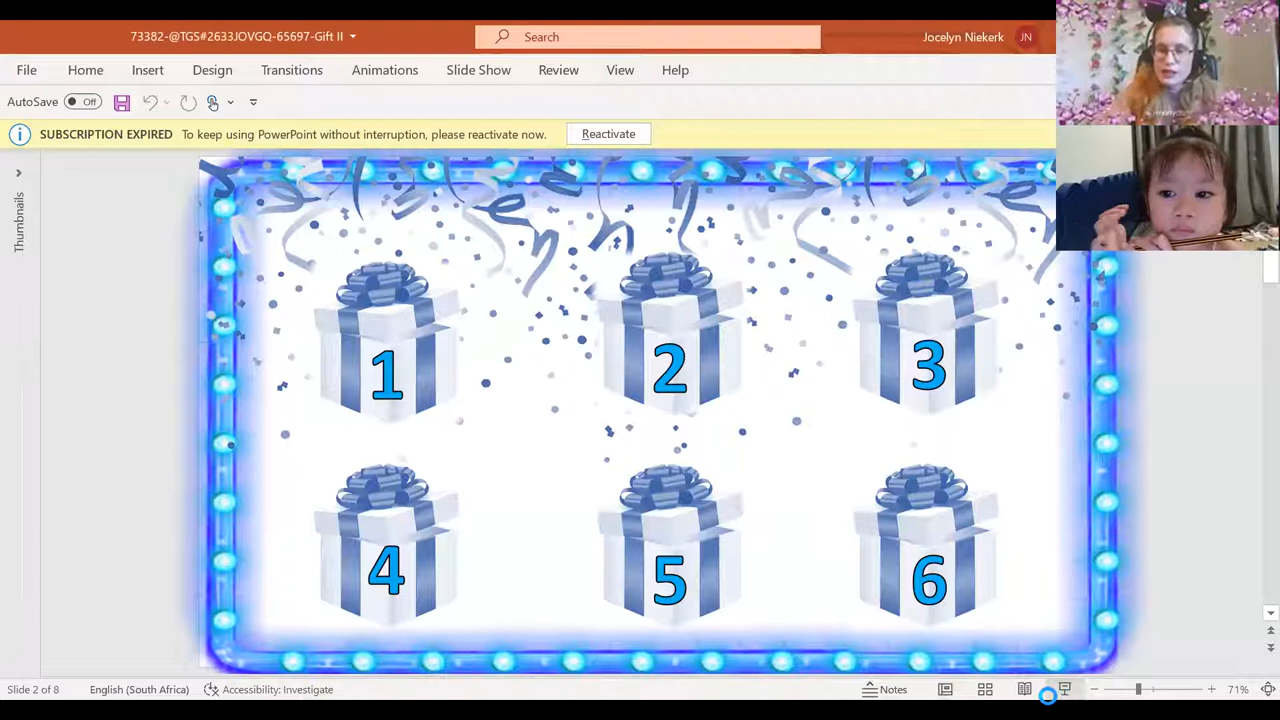 73382-@TGS#2633JOVGQ-65697-Gift II
Search
Jocelyn Niekerk
JN
File
Home
Insert
Design
Transitions
Animations
Slide Show
Review
View
Help
AutoSave
Off
SUBSCRIPTION EXPIRED To keep using PowerPoint without interruption, please reactivate now.
Reactivate
Thumbnails
1
2
3
4
5
6
Slide 2 of 8
English (South Africa)
Accessibility: Investigate
Notes
71%